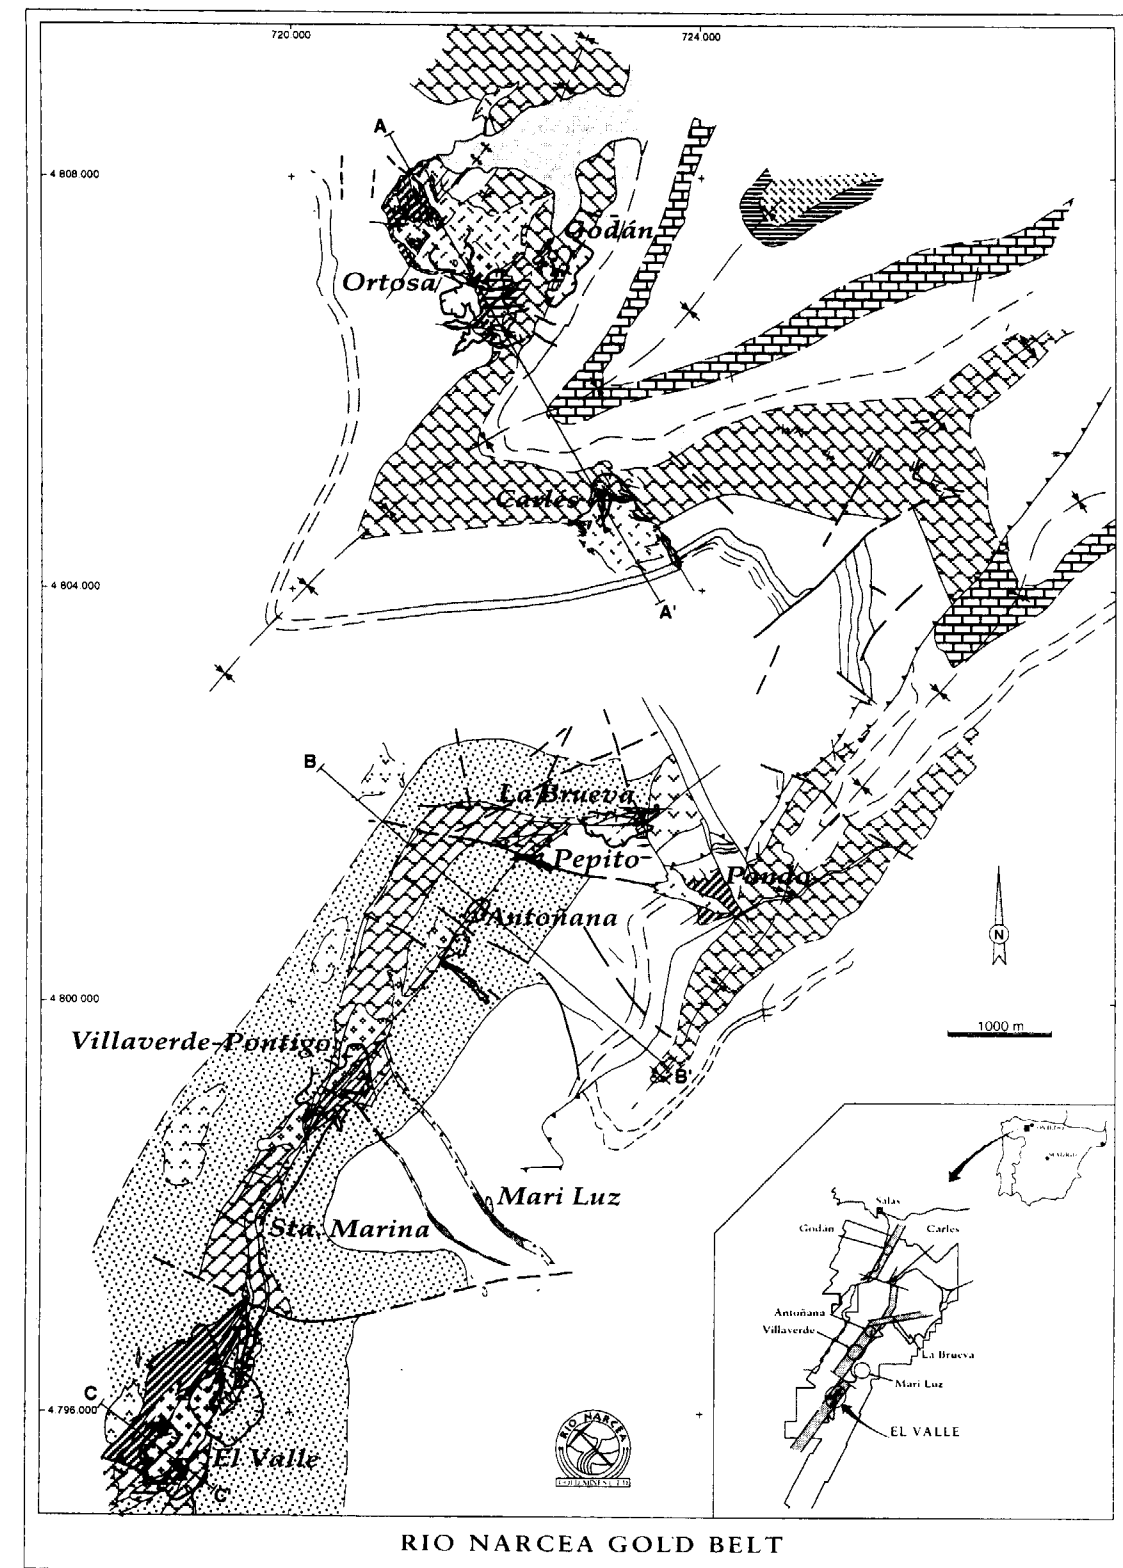 720 000
724 000
A
4 808 000
Godán
Ortosa
Carlés
4 804 000
A'
B
La Brueva
Pepito
Pando
Antoñana
N
4 800 000
1000 m
Villaverde-Pontigo
B'
Mari Luz
Sta. Marina
Salas
Godán
Carles
Antoñana
Villaverde
La Brueva
Mari Luz
EL VALLE
C
4 796 000
El Valle
C'
RIO NARCEA
RIO NARCEA GOLD BELT